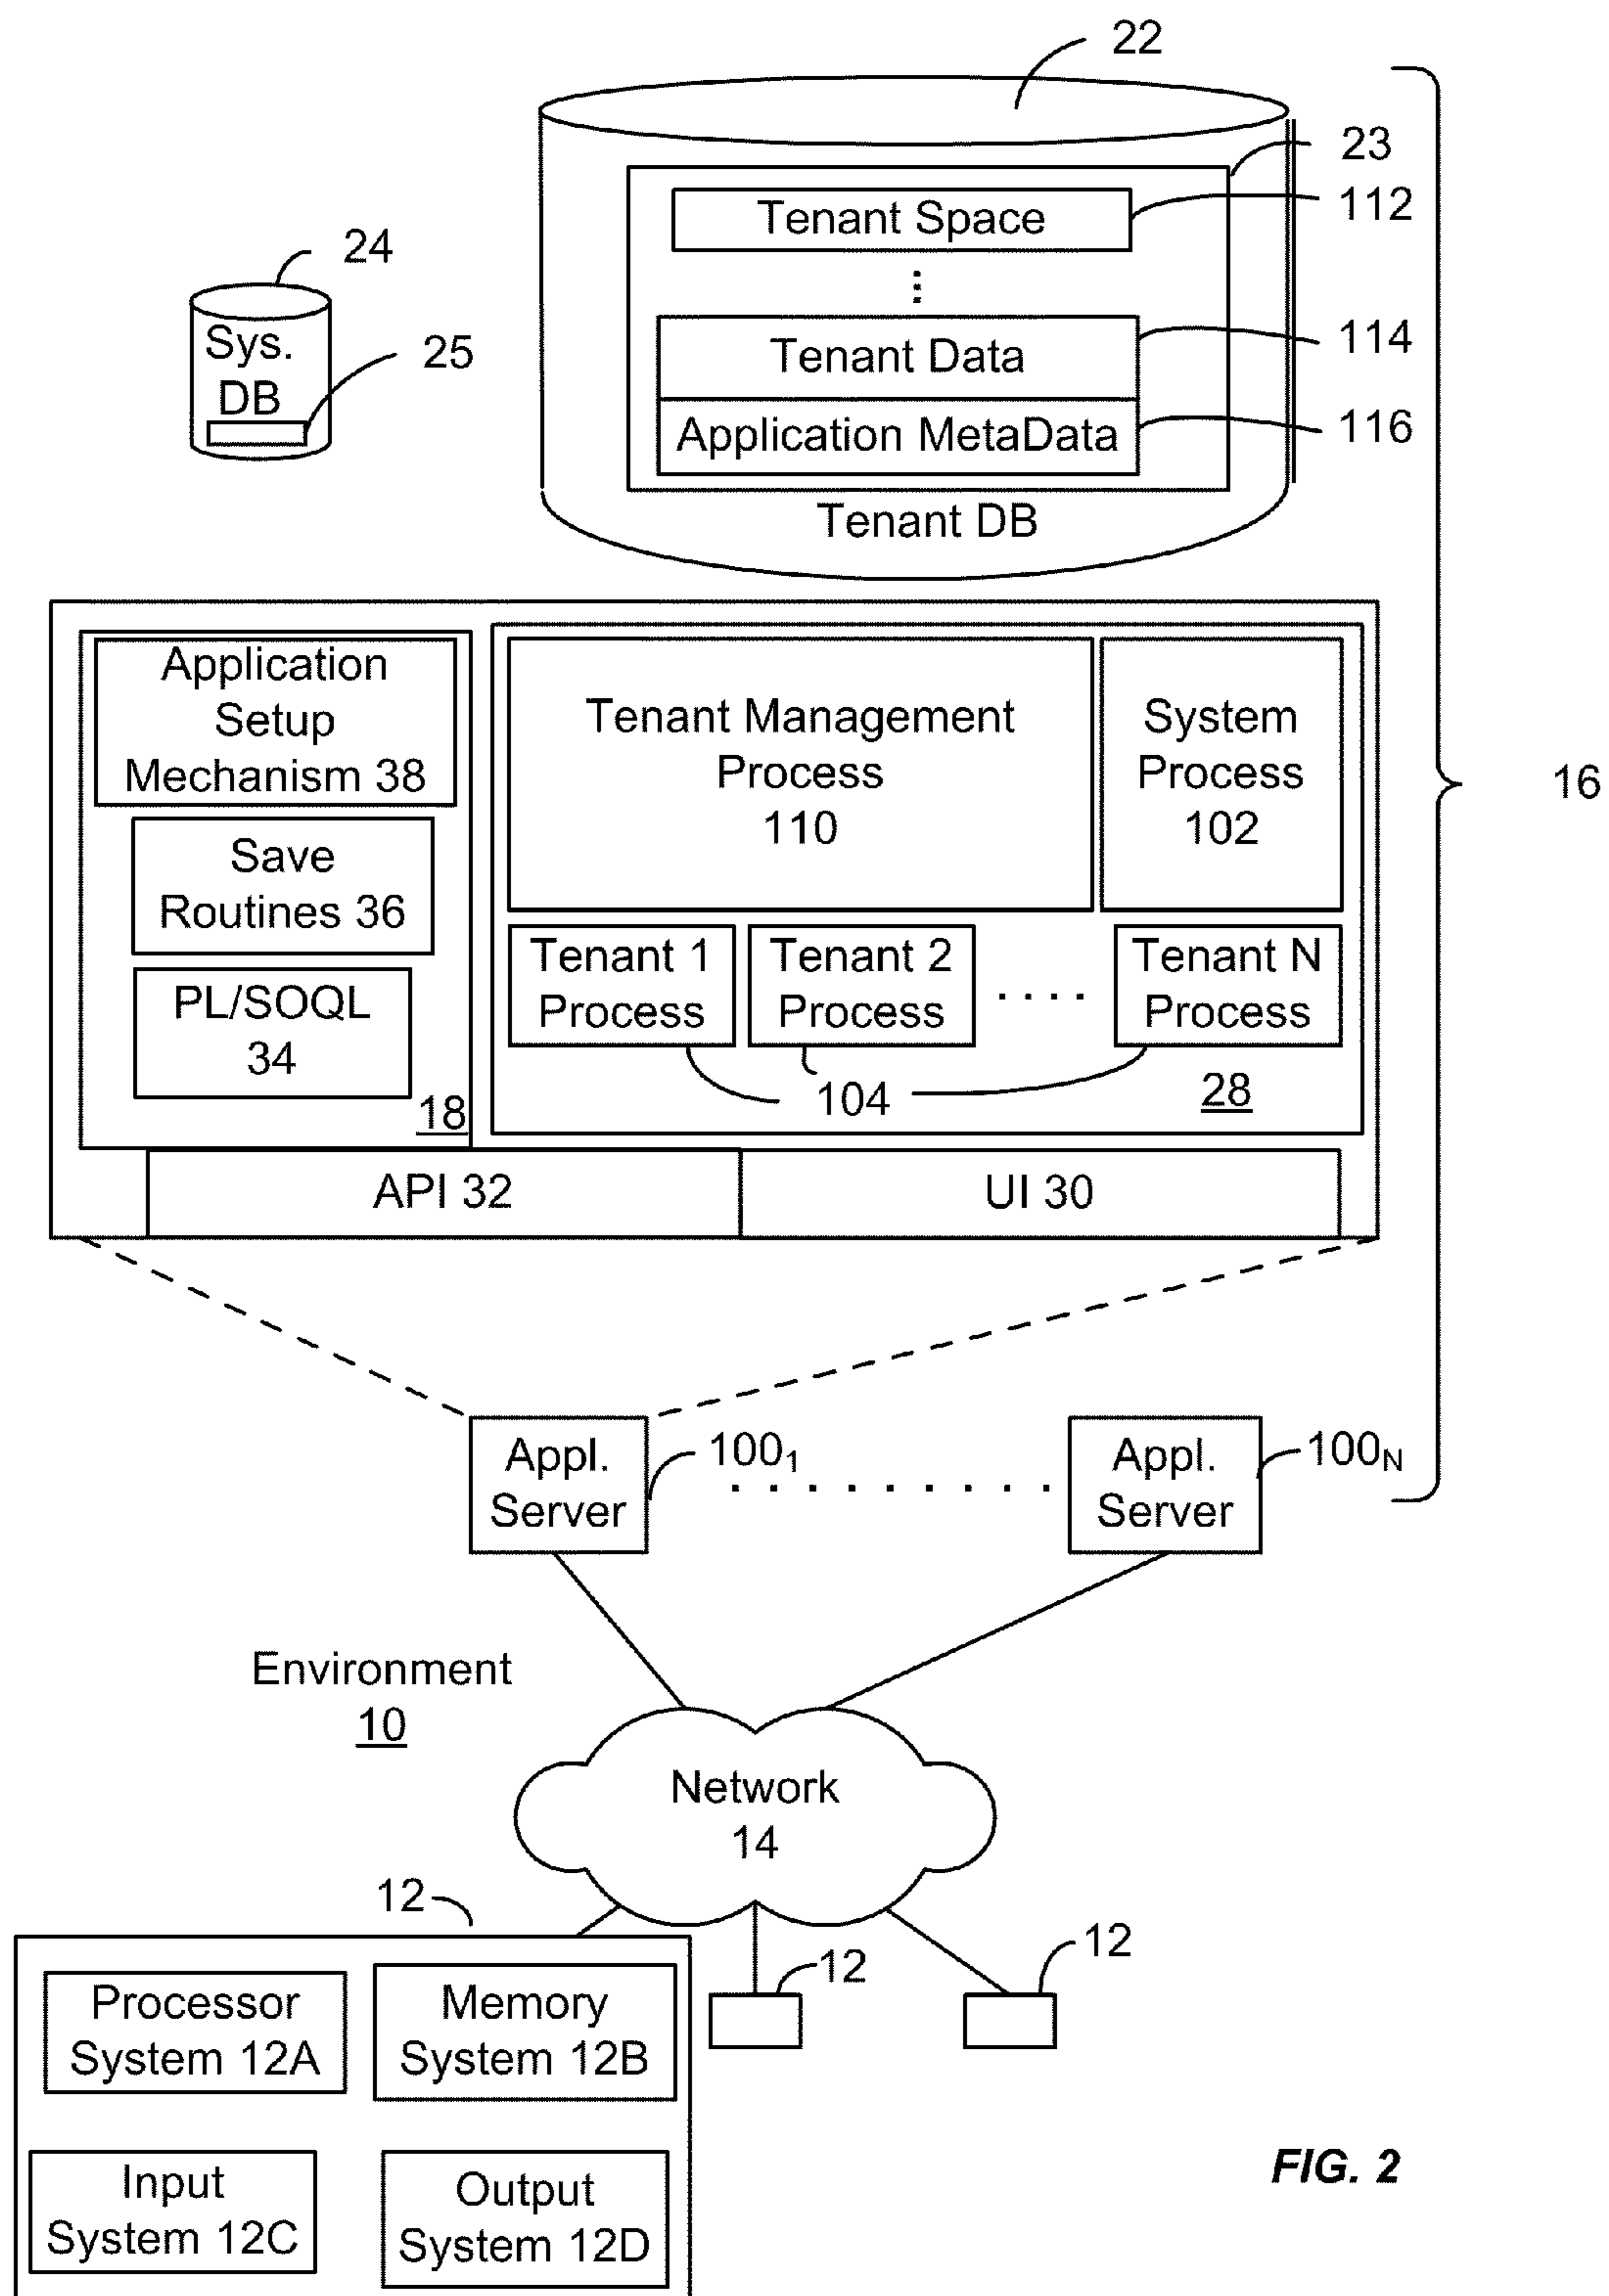 22
23
Tenant Space
112
24
Sys.
DB
25
Tenant Data
114
Application MetaData
116
Tenant DB
Application
Setup
Mechanism 38
Tenant Management
Process
110
System
Process
102
16
Save
Routines 36
Tenant 1
Process
Tenant 2
Process
. . . .
Tenant N
Process
PL/SOQL
34
18
104
28
API 32
UI 30
Appl.
Server
100₁
. . . . . . . . . .
Appl.
Server
100N
Environment
10
Network
14
12
12
12
Processor
System 12A
Memory
System 12B
Input
System 12C
Output
System 12D
FIG. 2